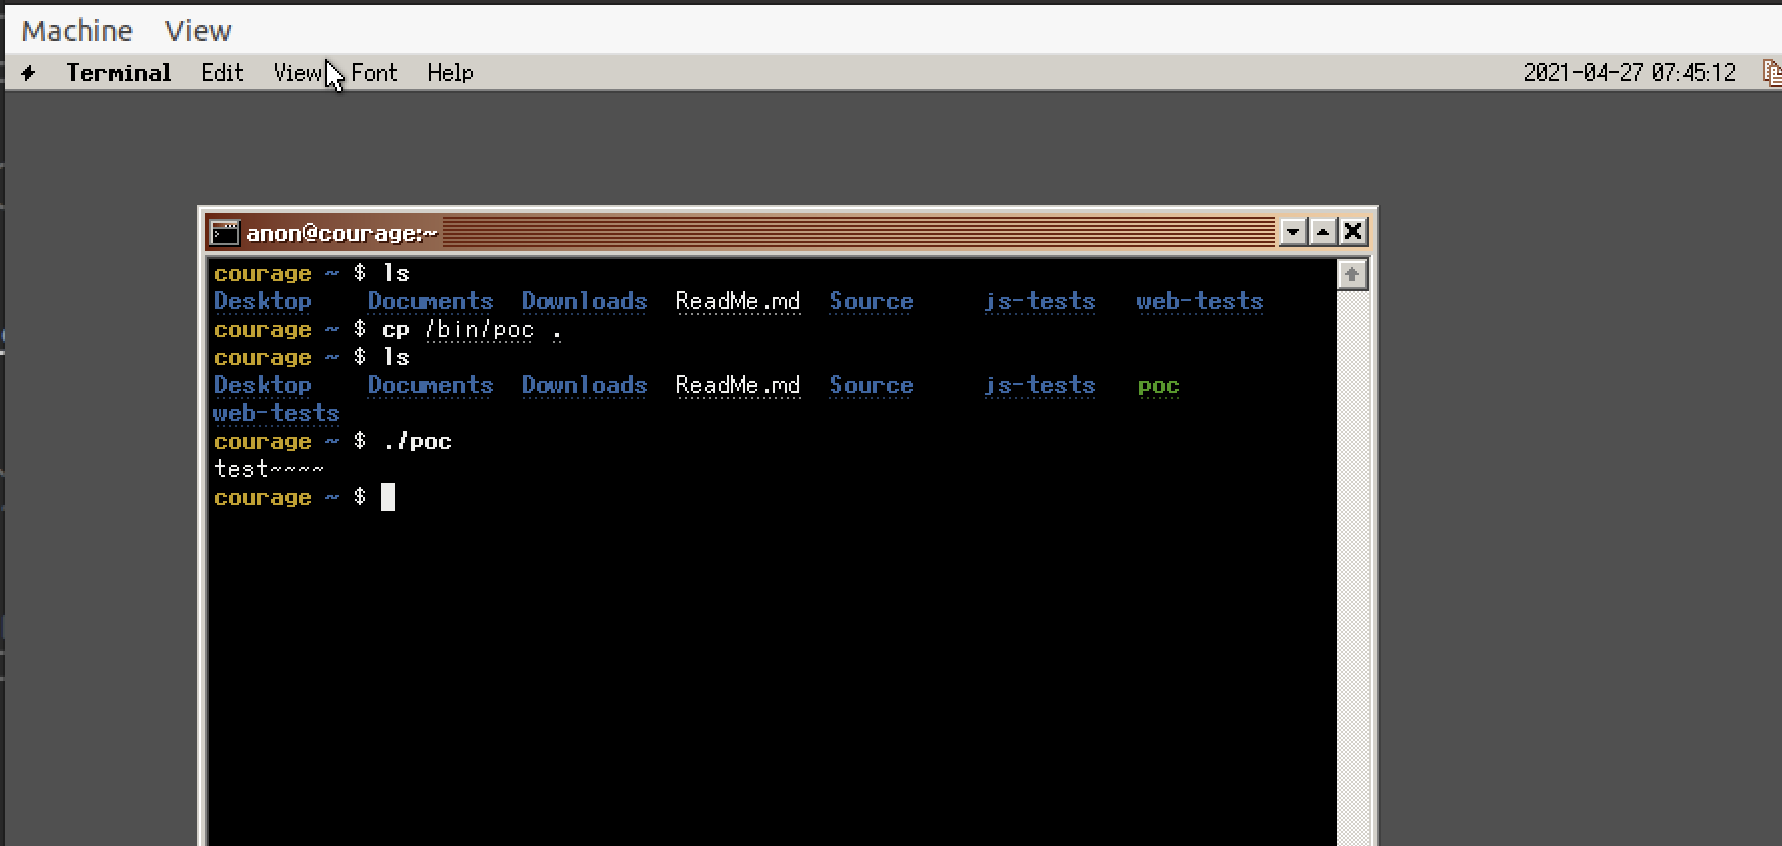 Machine View
Terminal Edit View Font Help 2021-04-27 07:45:12
anon@courage:~
courage ~ $ ls
Desktop Documents Downloads ReadMe.md Source js-tests web-tests
courage ~ $ cp /bin/poc .
courage ~ $ ls
Desktop Documents Downloads ReadMe.md Source js-tests poc
web-tests
courage ~ $ ./poc
test~~~~
courage ~ $